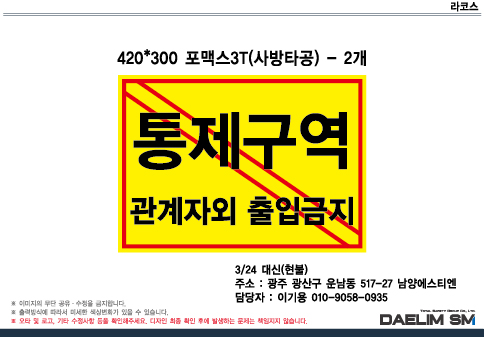 라코스
420*300 포맥스3T(사방타공) - 2개
통제구역
관계자외 출입금지
3/24 대신(현불)
주소 : 광주 광산구 운남동 517-27 남양에스티엔
담당자 : 이기용 010-9058-0935
※ 이미지의 무단 공유 · 수정을 금지합니다.
※ 출력방식에 따라서 미세한 색상변화가 있을 수 있습니다.
※ 오타 및 로고, 기타 수정사항 등을 확인해주세요. 디자인 최종 확인 후에 발생하는 문제는 책임지지 않습니다.
TOTAL SAFETY GROUP CO., LTD.
DAELIM SM